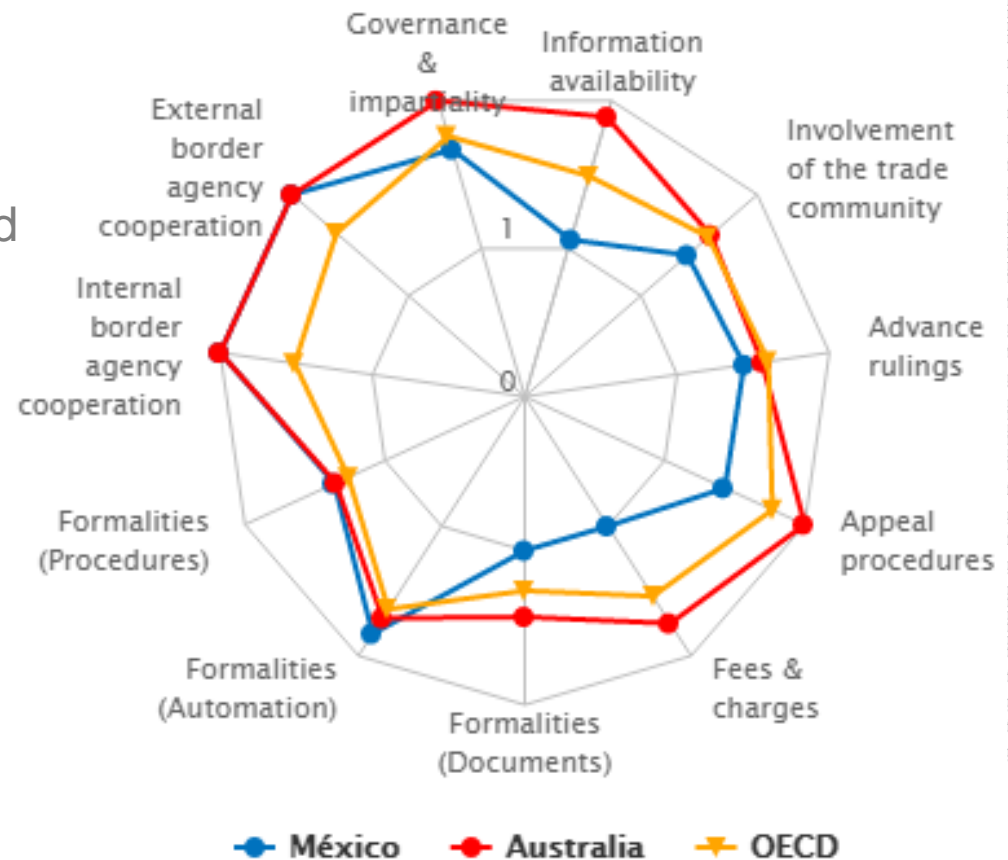 Governance
&
impartiality
Information
availability
External
border
agency
cooperation
Involvement
of the trade
community
d
1
Internal
border
agency
cooperation
Advance
rulings
0
Formalities
(Procedures)
Appeal
procedures
Formalities
(Automation)
Fees &
charges
Formalities
(Documents)
México
Australia
OECD